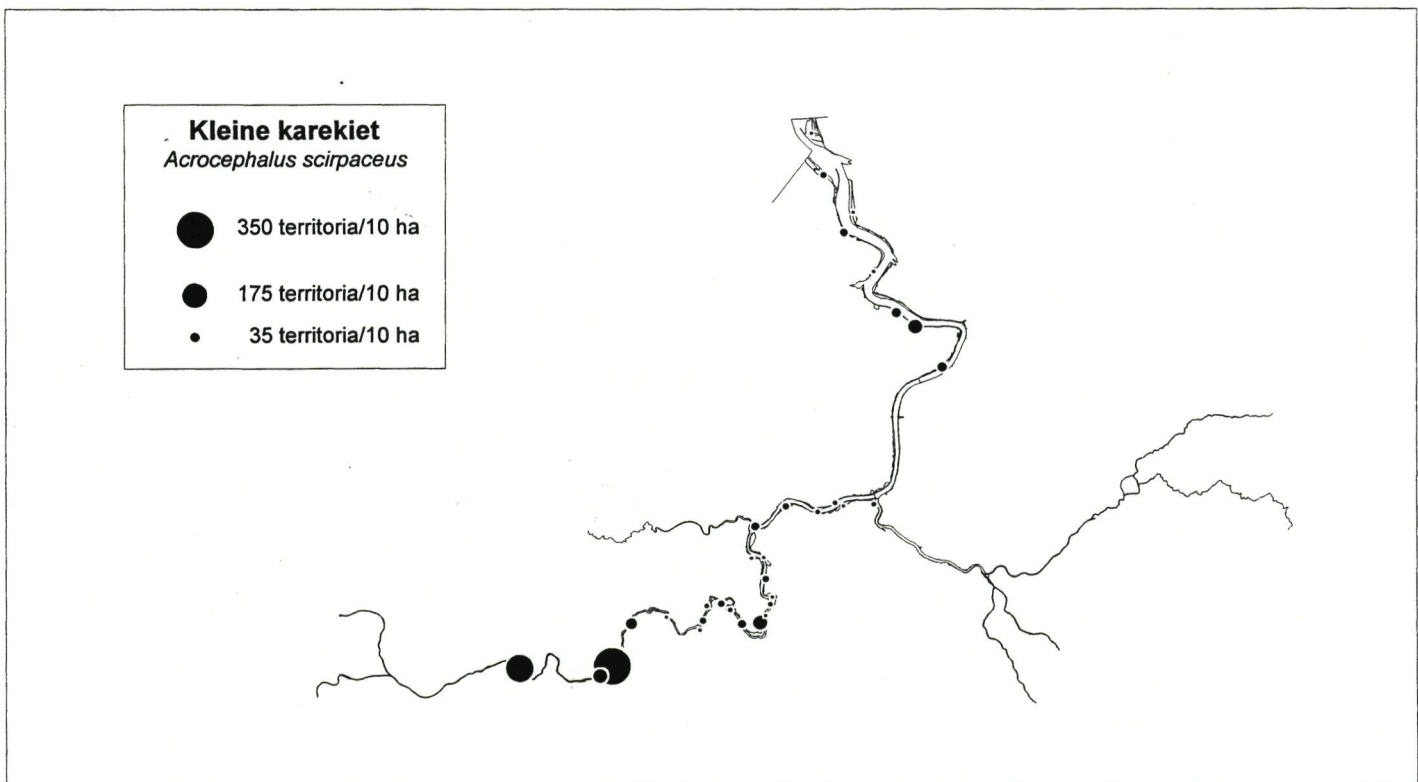 Kleine karekiet
Acrocephalus scirpaceus
350 territoria/10 ha
175 territoria/10 ha
35 territoria/10 ha